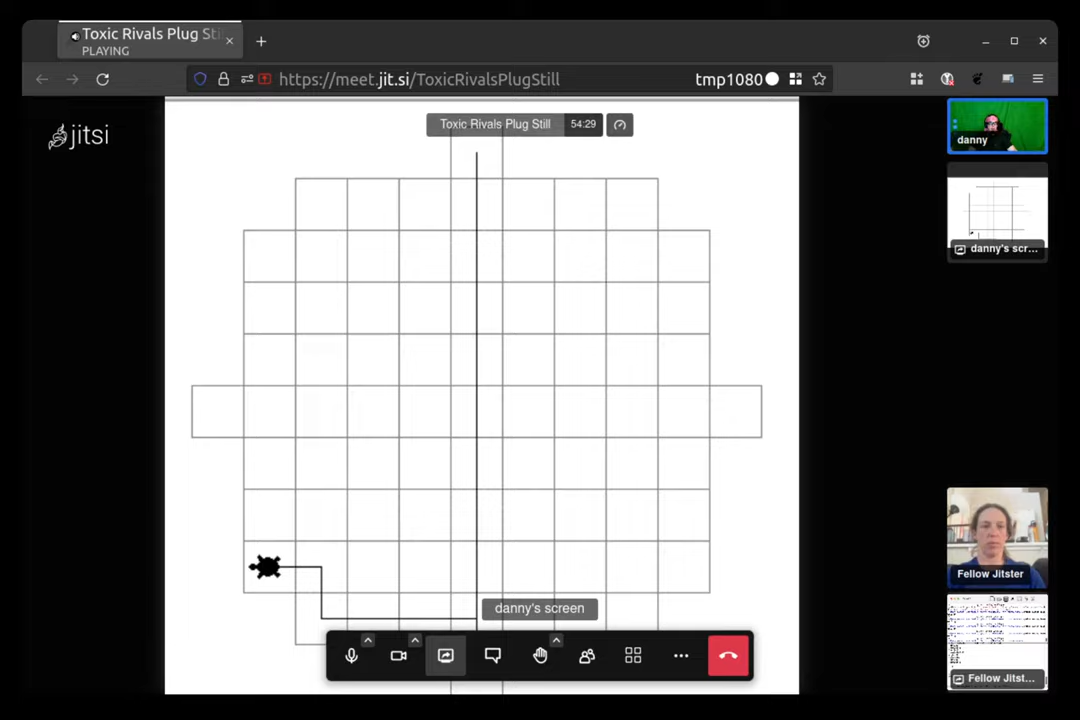 Toxic Rivals Plug Sti
PLAYING
https://meet.jit.si/ToxicRivalsPlugStill
tmp1080
jitsi
Toxic Rivals Plug Still
54:29
danny
danny's scr...
danny's screen
Fellow Jitster
Fellow Jitst...